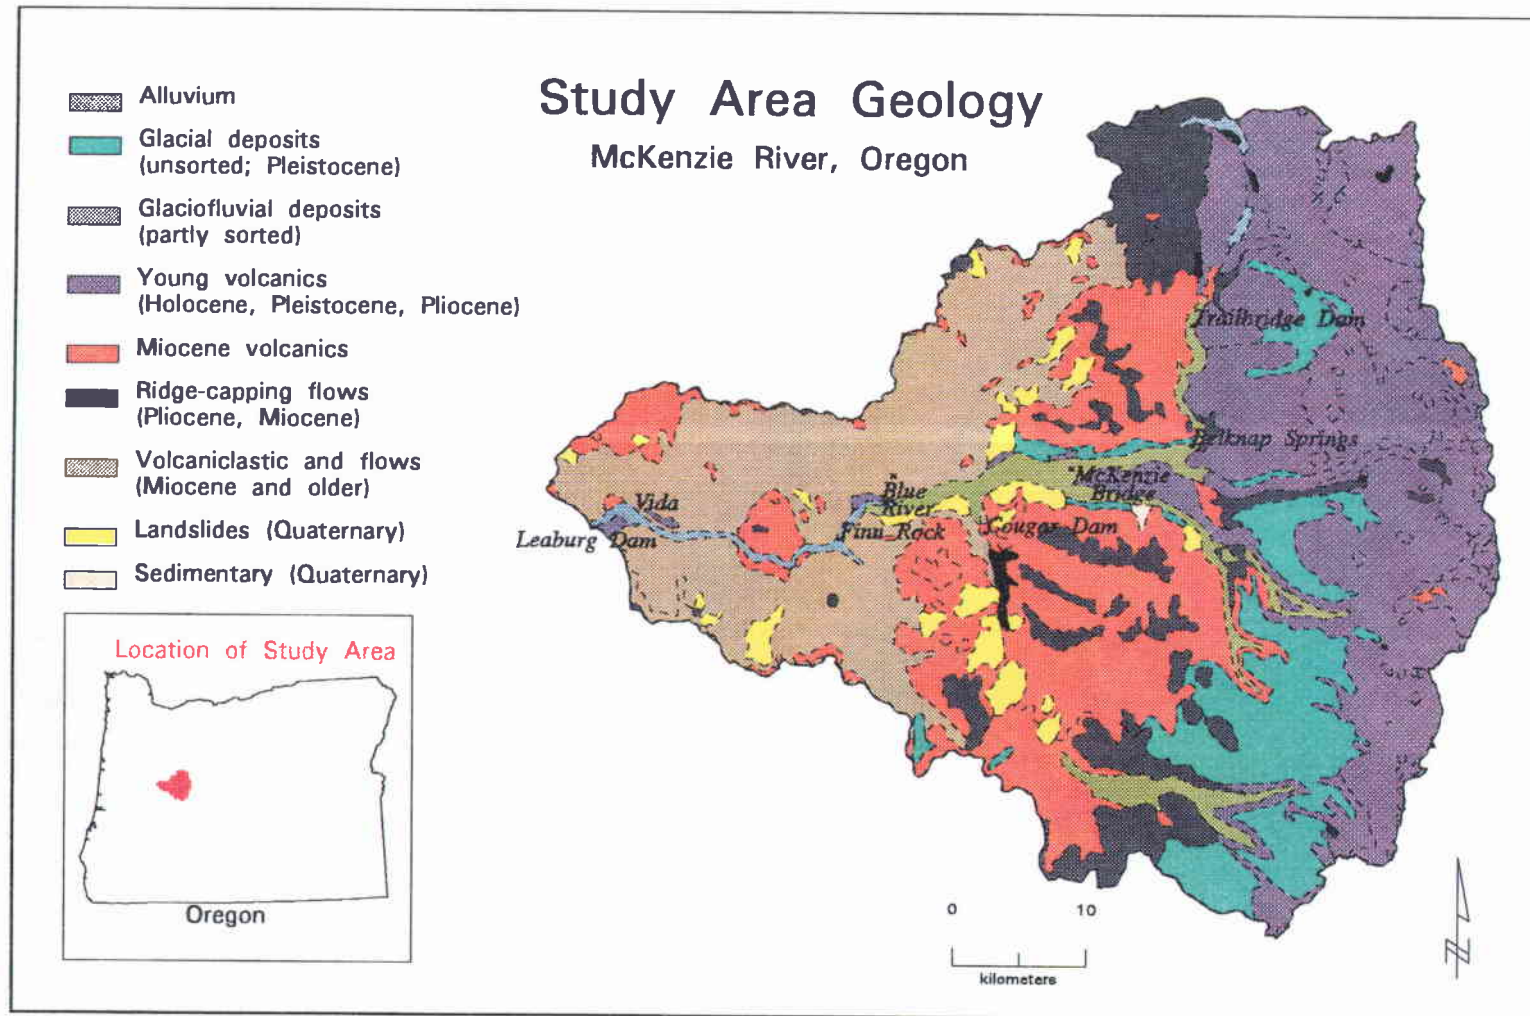 Study Area Geology
McKenzie River, Oregon
Alluvium
Glacial deposits
(unsorted; Pleistocene)
Glaciofluvial deposits
(partly sorted)
Young volcanics
(Holocene, Pleistocene, Pliocene)
Miocene volcanics
Ridge-capping flows
(Pliocene, Miocene)
Volcaniclastic and flows
(Miocene and older)
Landslides (Quaternary)
Sedimentary (Quaternary)
Location of Study Area
Oregon
Trailbridge Dam
Belknap Springs
McKenzie
Bridge
Blue
River
Vida
Leaburg Dam
Finn Rock
Cougar Dam
0 10
kilometers
N